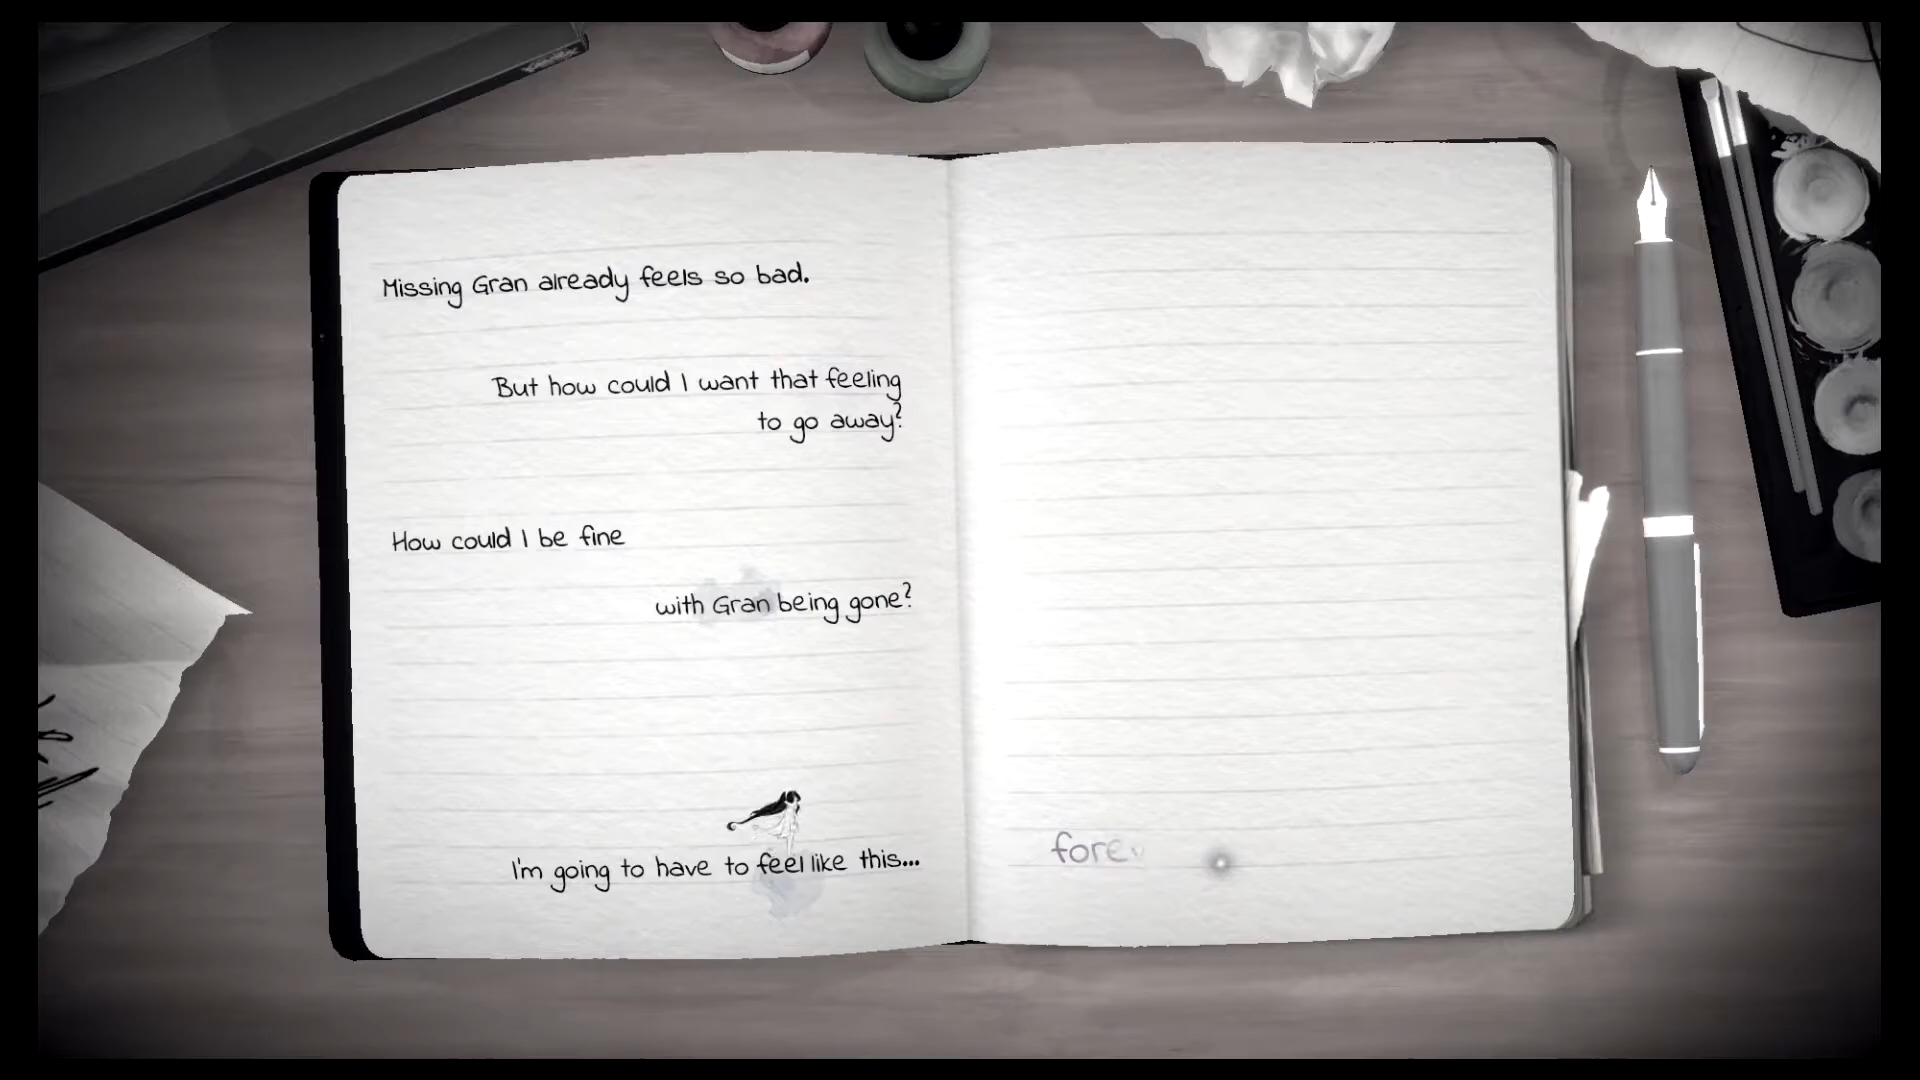 Missing Gran already feels so bad.
But how could I want that feeling
to go away?
How could I be fine
with Gran being gone?
I'm going to have to feel like this...
fore